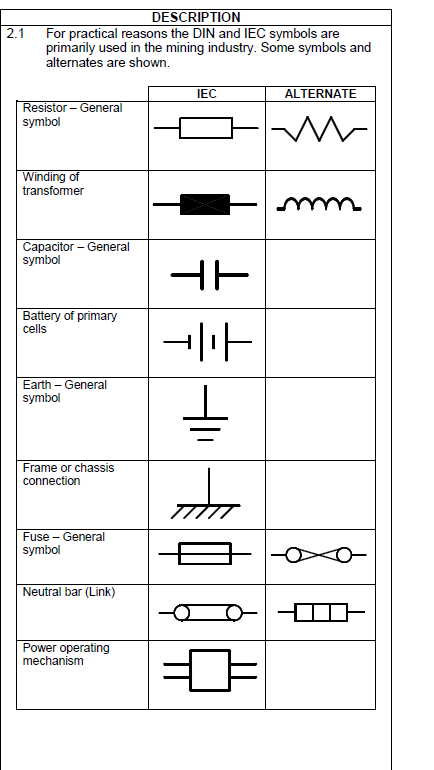 DESCRIPTION
2.1 For practical reasons the DIN and IEC symbols are
primarily used in the mining industry. Some symbols and
alternates are shown.
IEC ALTERNATE
Resistor – General
symbol
Winding of
transformer
Capacitor – General
symbol
Battery of primary
cells
Earth – General
symbol
Frame or chassis
connection
Fuse – General
symbol
Neutral bar (Link)
Power operating
mechanism